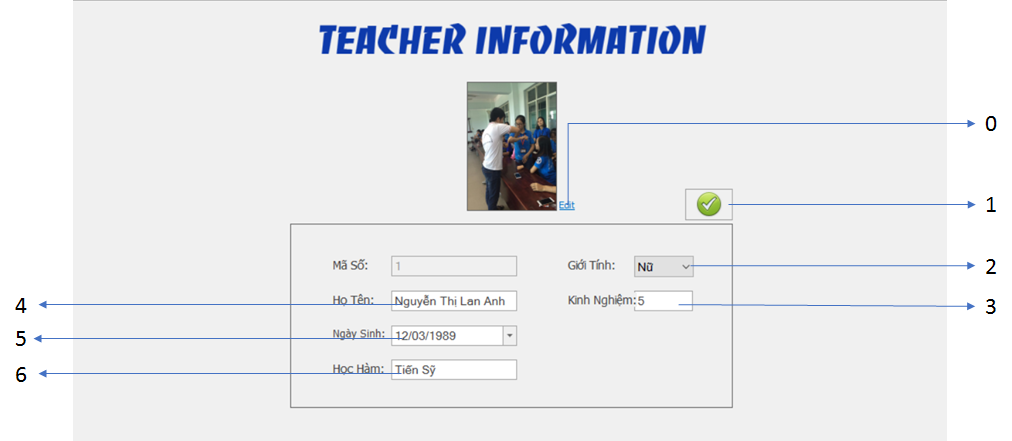 TEACHER INFORMATION
0
Edit
1
Mã Số: 1
Giới Tính: Nữ
2
4
Họ Tên: Nguyễn Thị Lan Anh
Kinh Nghiệm: 5
3
5
Ngày Sinh: 12/03/1989
6
Học Hàm: Tiến Sỹ